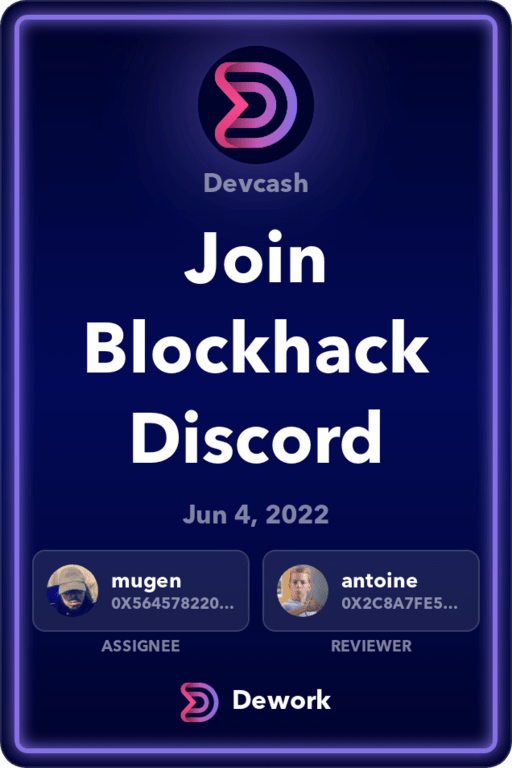 Devcash
Join
Blockhack
Discord
Jun 4, 2022
mugen
0X564578220...
antoine
0X2C8A7FE5...
ASSIGNEE
REVIEWER
Dework